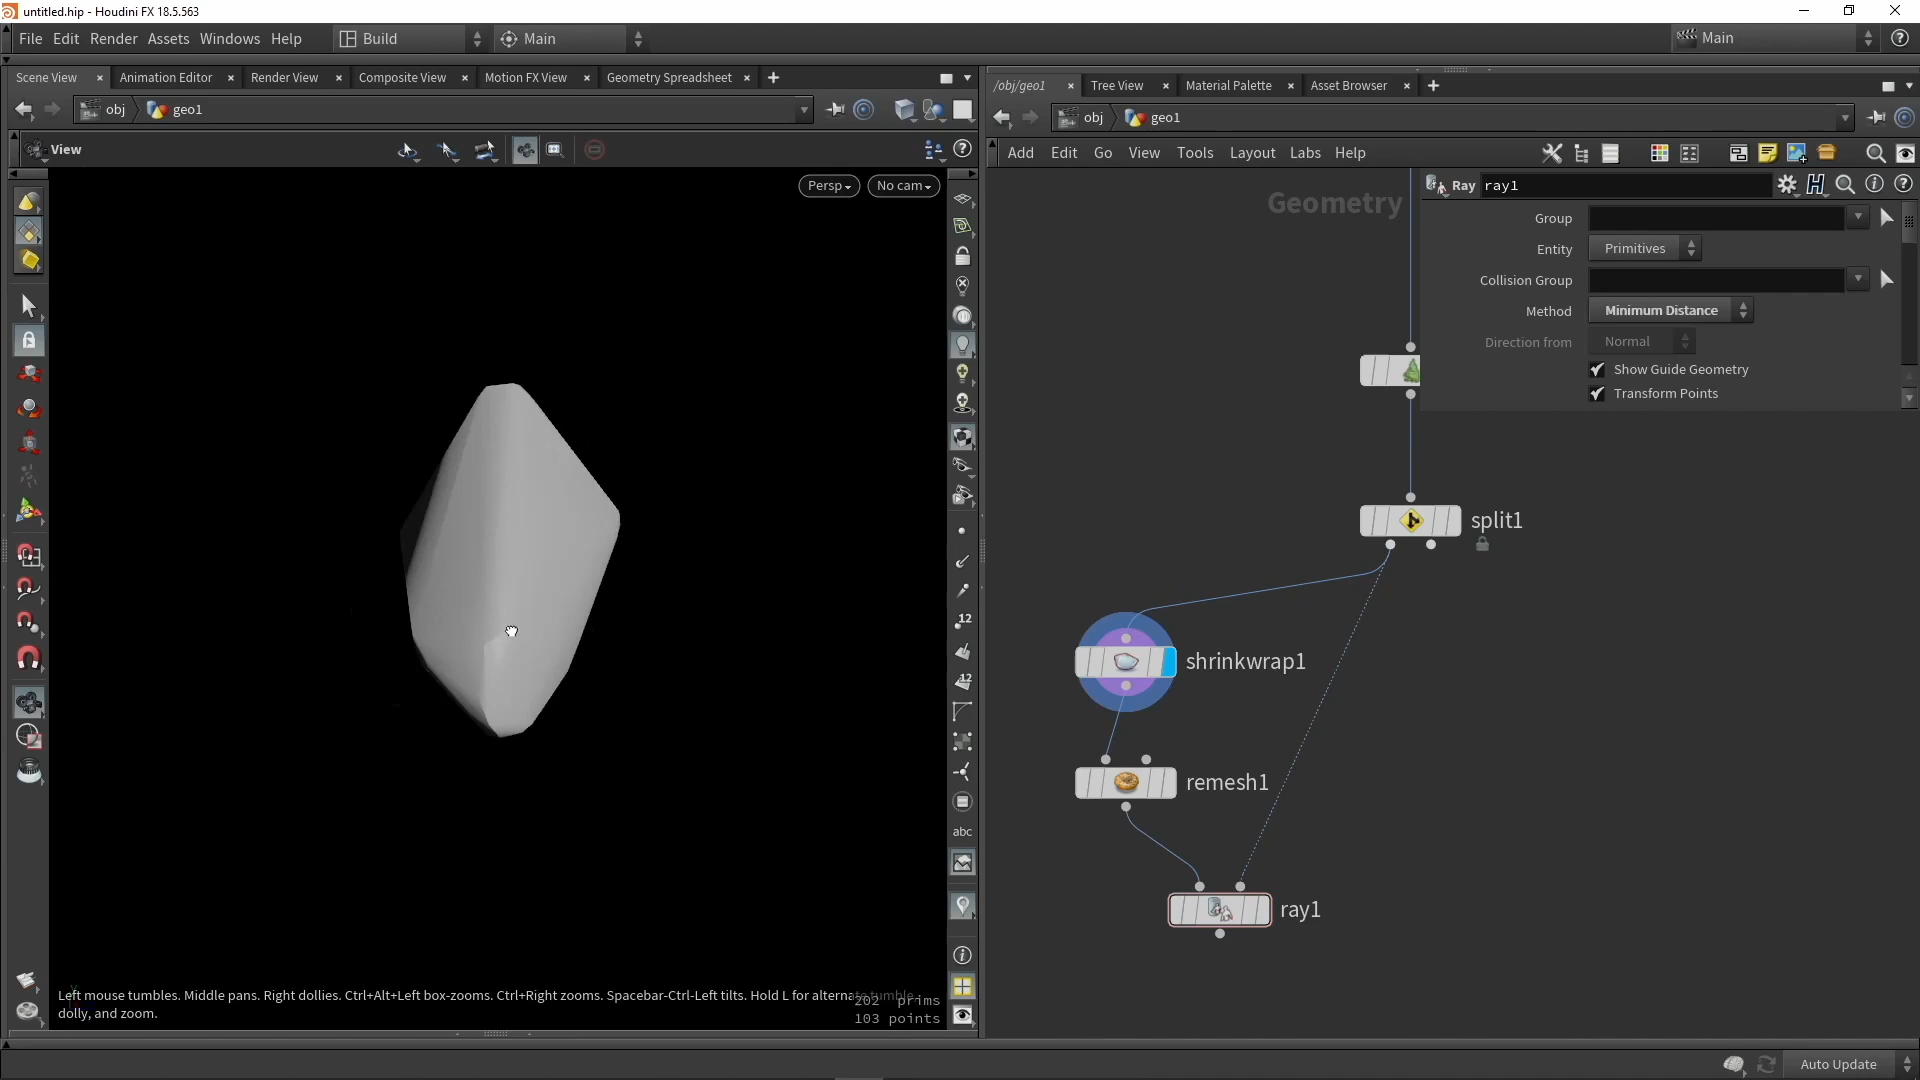 untitled.hip - Houdini FX 18.5.563
File Edit Render Assets Windows Help Build Main Main
Scene View Animation Editor Render View Composite View Motion FX View Geometry Spreadsheet
obj geo1
View
Persp No cam
12
12
abc
Left mouse tumbles. Middle pans. Right dollies. Ctrl+Alt+Left box-zooms. Ctrl+Right zooms. Spacebar-Ctrl-Left tilts. Hold L for alternate tumble,
dolly, and zoom.
202 prims
103 points
/obj/geo1 Tree View Material Palette Asset Browser
obj geo1
Add Edit Go View Tools Layout Labs Help
Geometry
Ray ray1
Group
Entity Primitives
Collision Group
Method Minimum Distance
Direction from Normal
Show Guide Geometry
Transform Points
split1
shrinkwrap1
remesh1
ray1
Auto Update